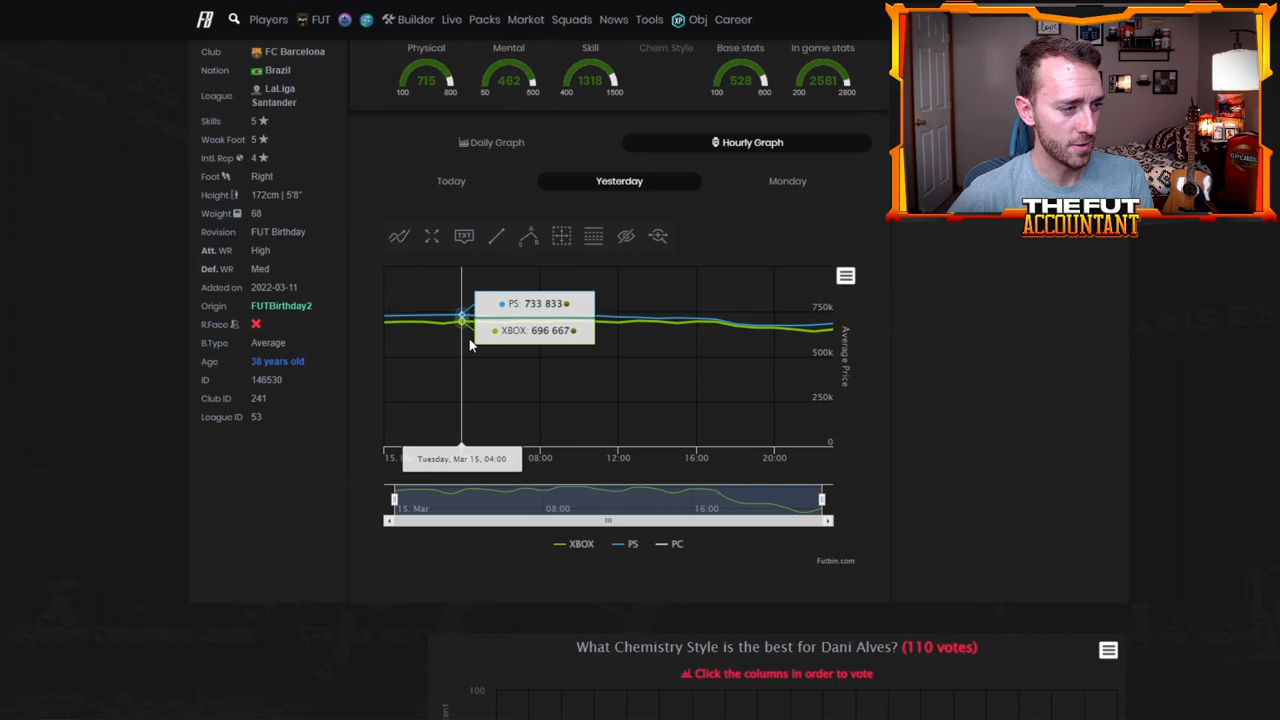 FB Players FUT Builder Live Packs Market Squads News Tools XP Obj Career
Club FC Barcelona
Nation Brazil
League LaLiga
Santander
Skills 5
Weak Foot 5
Intl. Rep 4
Foot Right
Height 172cm | 5'8"
Weight 68
Revision FUT Birthday
Att. WR High
Def. WR Med
Added on 2022-03-11
Origin FUTBirthday2
R.Face
B.Type Average
Age 38 years old
ID 146530
Club ID 241
League ID 53
Physical Mental Skill Chem. Style Base stats In game stats
715 462 1318 528 2581
100 800 50 500 400 1500 100 600 200 2800
Daily Graph Hourly Graph
Today Yesterday Monday
TXT
PS: 733 833
XBOX: 696 667
750k
500k
250k
0
Average Price
15. 08:00 12:00 16:00 20:00
Tuesday, Mar 15, 04:00
15. Mar 08:00 16:00
XBOX PS PC
Futbin.com
What Chemistry Style is the best for Dani Alves? (110 votes)
Click the columns in order to vote
100
THE FUT
ACCOUNTANT